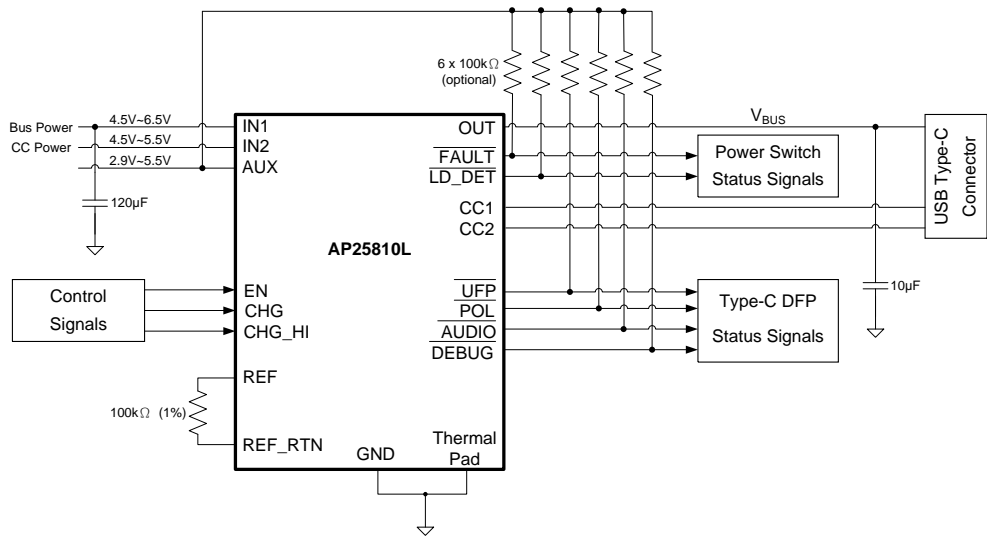 6 x 100kΩ
(optional)
Bus Power
4.5V~6.5V
CC Power
4.5V~5.5V
2.9V~5.5V
120µF
IN1
IN2
AUX
OUT
FAULT
LD_DET
CC1
CC2
AP25810L
VBUS
Power Switch
Status Signals
USB Type-C
Connector
Control
Signals
EN
CHG
CHG_HI
UFP
POL
AUDIO
DEBUG
Type-C DFP
Status Signals
10µF
REF
100kΩ (1%)
REF_RTN
GND
Thermal
Pad